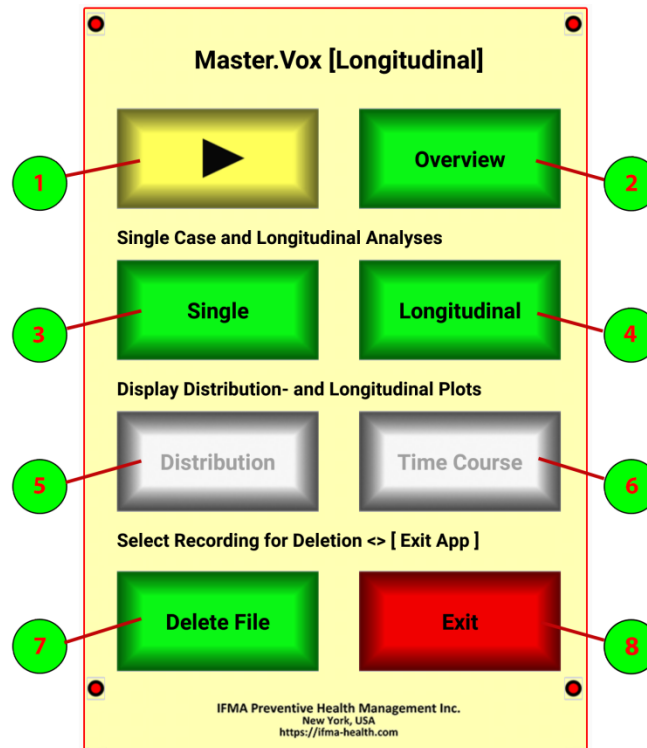 Master.Vox [Longitudinal]
1
Overview
2
Single Case and Longitudinal Analyses
3
Single
Longitudinal
4
Display Distribution- and Longitudinal Plots
5
Distribution
Time Course
6
Select Recording for Deletion <> [ Exit App ]
7
Delete File
Exit
8
IFMA Preventive Health Management Inc.
New York, USA
https://ifma-health.com